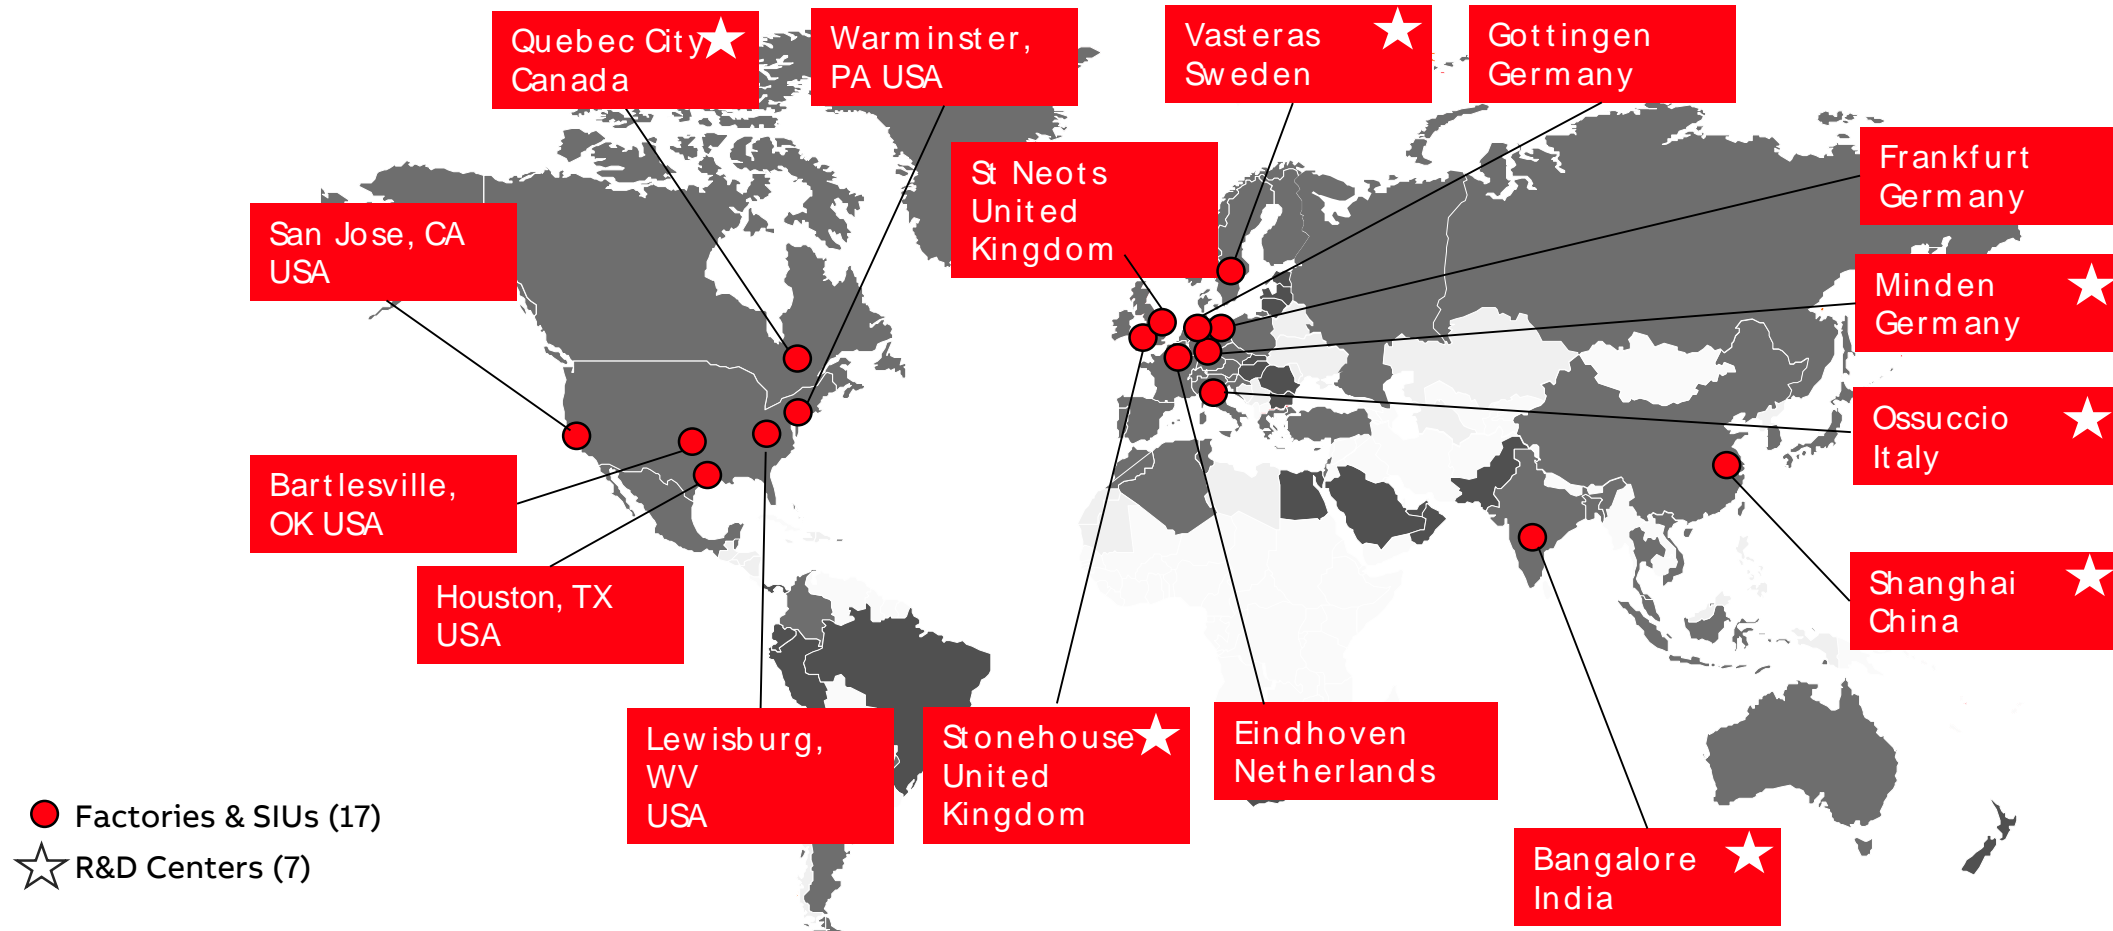 Quebec City
Canada
Warminster,
PA USA
Vasteras
Sweden
Gottingen
Germany
Frankfurt
Germany
St Neots
United
Kingdom
San Jose, CA
USA
Minden
Germany
Ossuccio
Italy
Bartlesville,
OK USA
Houston, TX
USA
Shanghai
China
Lewisburg,
WV
USA
Stonehouse
United
Kingdom
Eindhoven
Netherlands
Bangalore
India
Factories & SIUs (17)
R&D Centers (7)